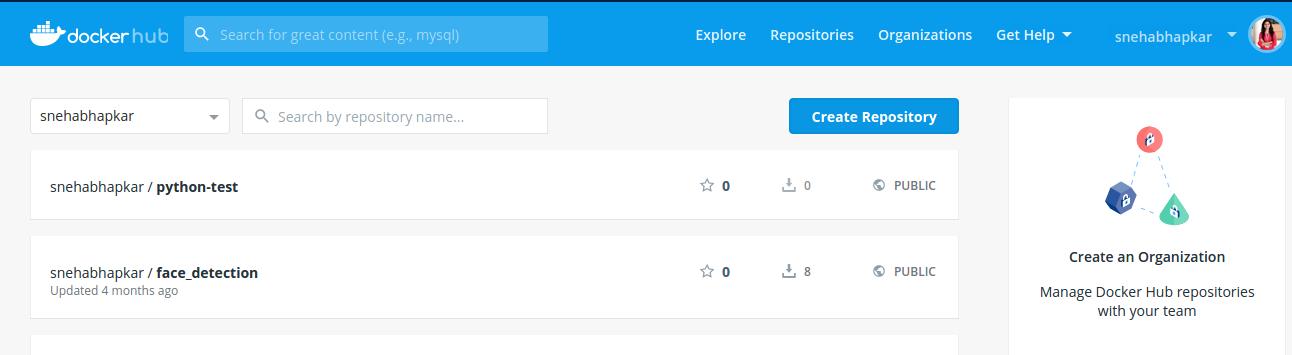 docker hub
Search for great content (e.g., mysql)
Explore
Repositories
Organizations
Get Help
snehabhapkar
snehabhapkar
Search by repository name...
Create Repository
snehabhapkar / python-test
0
0
PUBLIC
snehabhapkar / face_detection
Updated 4 months ago
0
8
PUBLIC
Create an Organization
Manage Docker Hub repositories
with your team